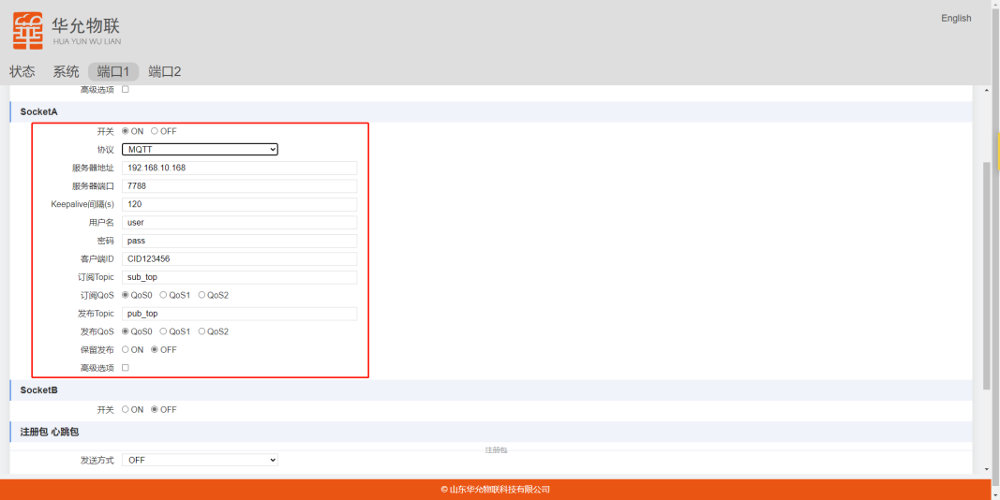 华允物联
HUA YUN WU LIAN
English
状态 系统 端口1 端口2
高级选项
SocketA
开关 ON OFF
协议 MQTT
服务器地址 192.168.10.168
服务器端口 7788
Keepalive间隔(s) 120
用户名 user
密码 pass
客户端ID CID123456
订阅Topic sub_top
订阅QoS QoS0 QoS1 QoS2
发布Topic pub_top
发布QoS QoS0 QoS1 QoS2
保留发布 ON OFF
高级选项
SocketB
开关 ON OFF
注册包 心跳包
注册包
发送方式 OFF
© 山东华允物联科技有限公司